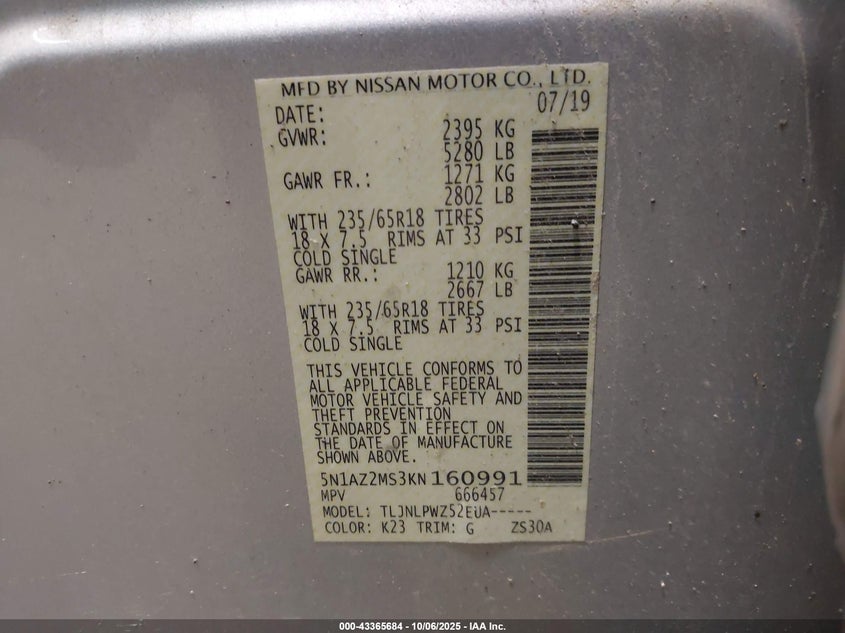 MFD BY NISSAN MOTOR CO., LTD.
DATE: 07/19
GVWR: 2395 KG
5280 LB
GAWR FR.: 1271 KG
2802 LB
WITH 235/65R18 TIRES
18 X 7.5 RIMS AT 33 PSI
COLD SINGLE
GAWR RR.: 1210 KG
2667 LB
WITH 235/65R18 TIRES
18 X 7.5 RIMS AT 33 PSI
COLD SINGLE
THIS VEHICLE CONFORMS TO
ALL APPLICABLE FEDERAL
MOTOR VEHICLE SAFETY AND
THEFT PREVENTION
STANDARDS IN EFFECT ON
THE DATE OF MANUFACTURE
SHOWN ABOVE.
5N1AZ2MS3KN160991
MPV 666457
MODEL: TLJNLPWZ52EUA-----
COLOR: K23 TRIM: G ZS30A
000-43365684 - 10/06/2025 - IAA Inc.